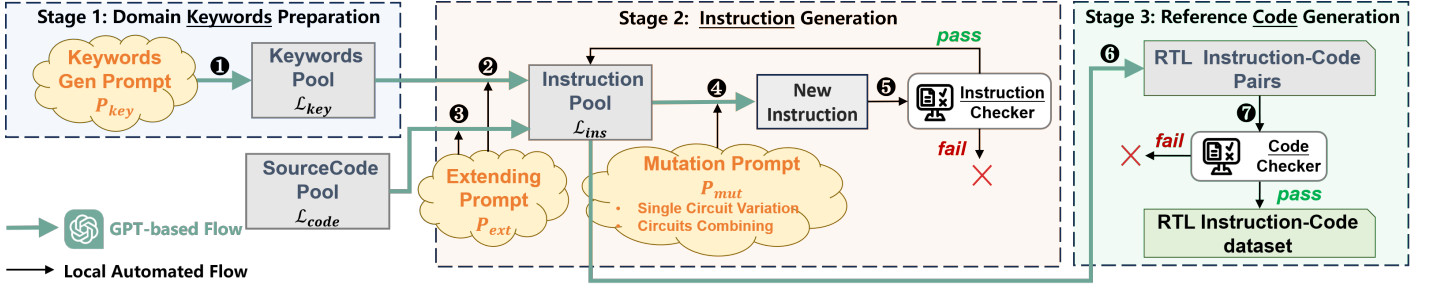 Stage 1: Domain Keywords Preparation
Keywords
Gen Prompt
P_key
❶
Keywords
Pool
ℒ_key
SourceCode
Pool
ℒ_code
GPT-based Flow
Local Automated Flow
Stage 2: Instruction Generation
❷
❸
Extending
Prompt
P_ext
Instruction
Pool
ℒ_ins
❹
Mutation Prompt
P_mut
• Single Circuit Variation
• Circuits Combining
New
Instruction
❺
pass
Instruction
Checker
fail
Stage 3: Reference Code Generation
❻
RTL Instruction-Code
Pairs
❼
fail
Code
Checker
pass
RTL Instruction-Code
dataset